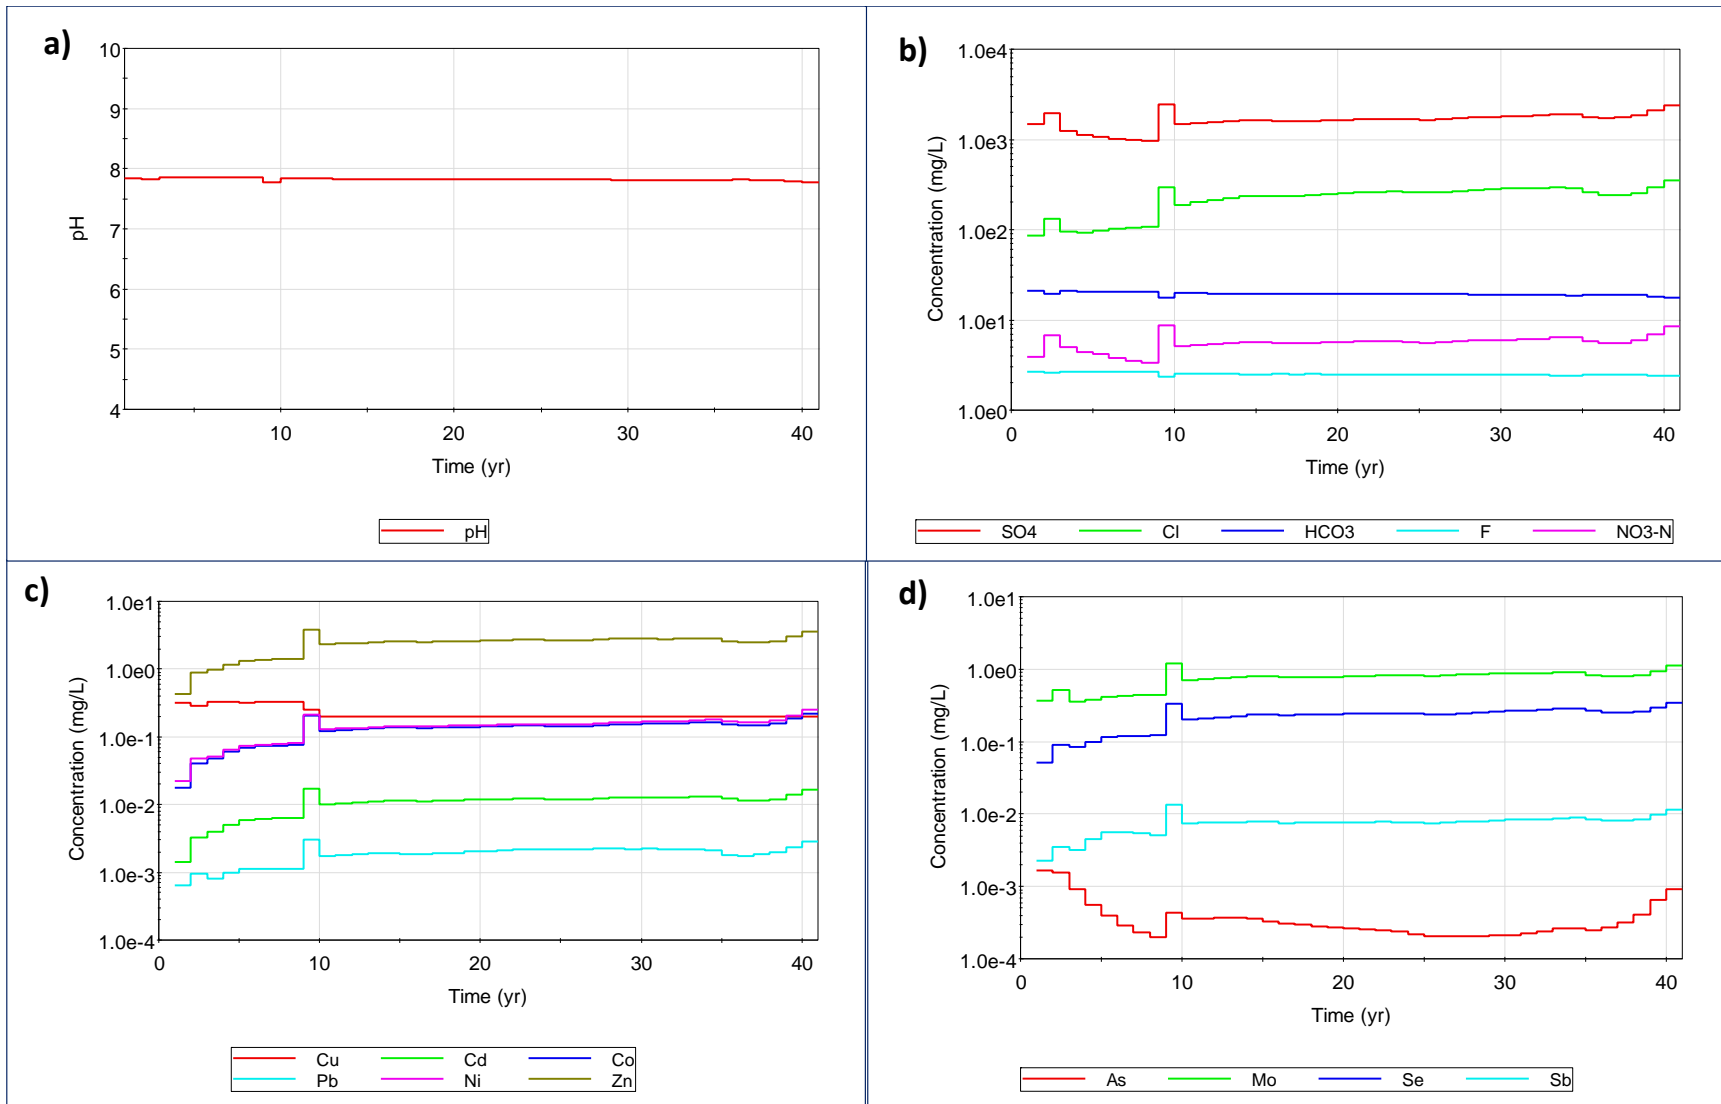 a)
10
9
8
7
6
5
4
pH
10
20
30
40
Time (yr)
pH
b)
1.0e4
1.0e3
1.0e2
1.0e1
1.0e0
Concentration (mg/L)
0
10
20
30
40
Time (yr)
SO4 Cl HCO3 F NO3-N
c)
1.0e1
1.0e0
1.0e-1
1.0e-2
1.0e-3
1.0e-4
Concentration (mg/L)
0
10
20
30
40
Time (yr)
Cu Cd Co
Pb Ni Zn
d)
1.0e1
1.0e0
1.0e-1
1.0e-2
1.0e-3
1.0e-4
Concentration (mg/L)
0
10
20
30
40
Time (yr)
As Mo Se Sb